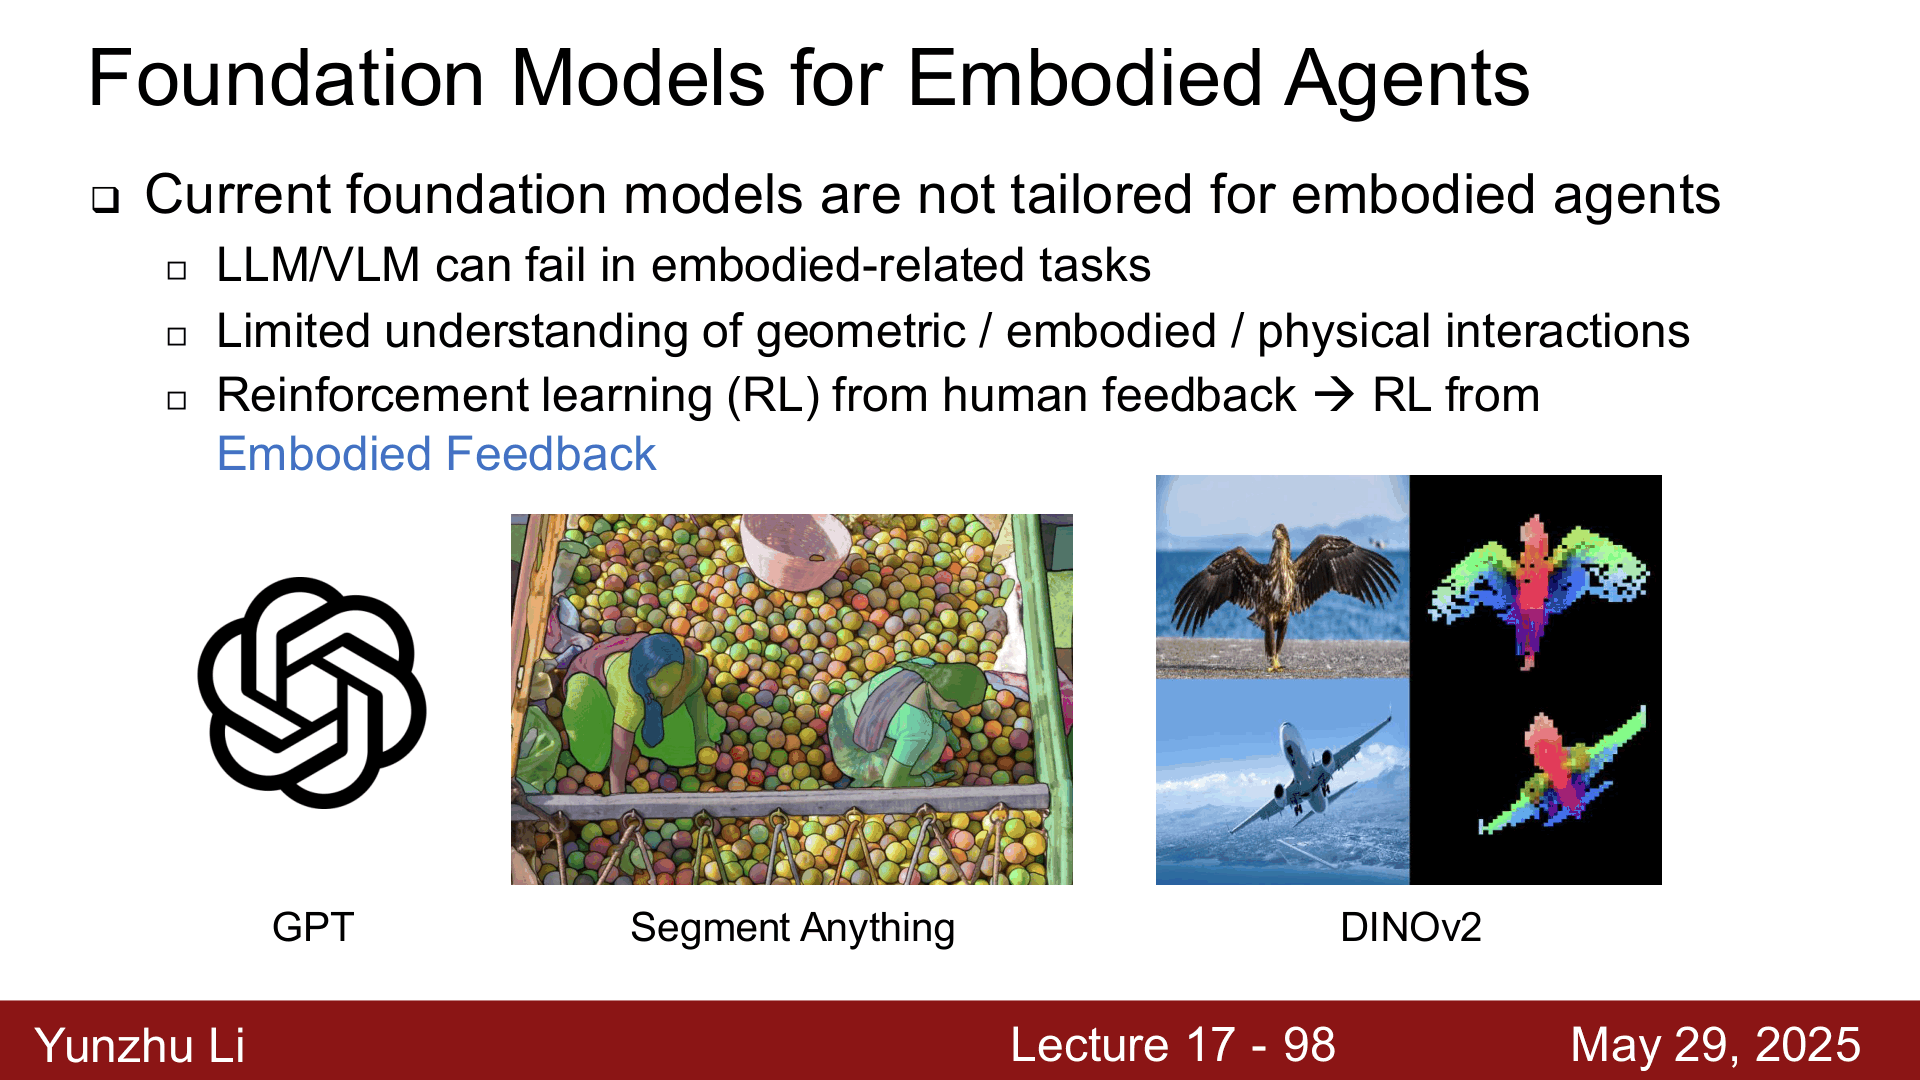 Foundation Models for Embodied Agents
❑ Current foundation models are not tailored for embodied agents
□ LLM/VLM can fail in embodied-related tasks
□ Limited understanding of geometric / embodied / physical interactions
□ Reinforcement learning (RL) from human feedback → RL from
Embodied Feedback
GPT
Segment Anything
DINOv2
Yunzhu Li
Lecture 17 - 98
May 29, 2025